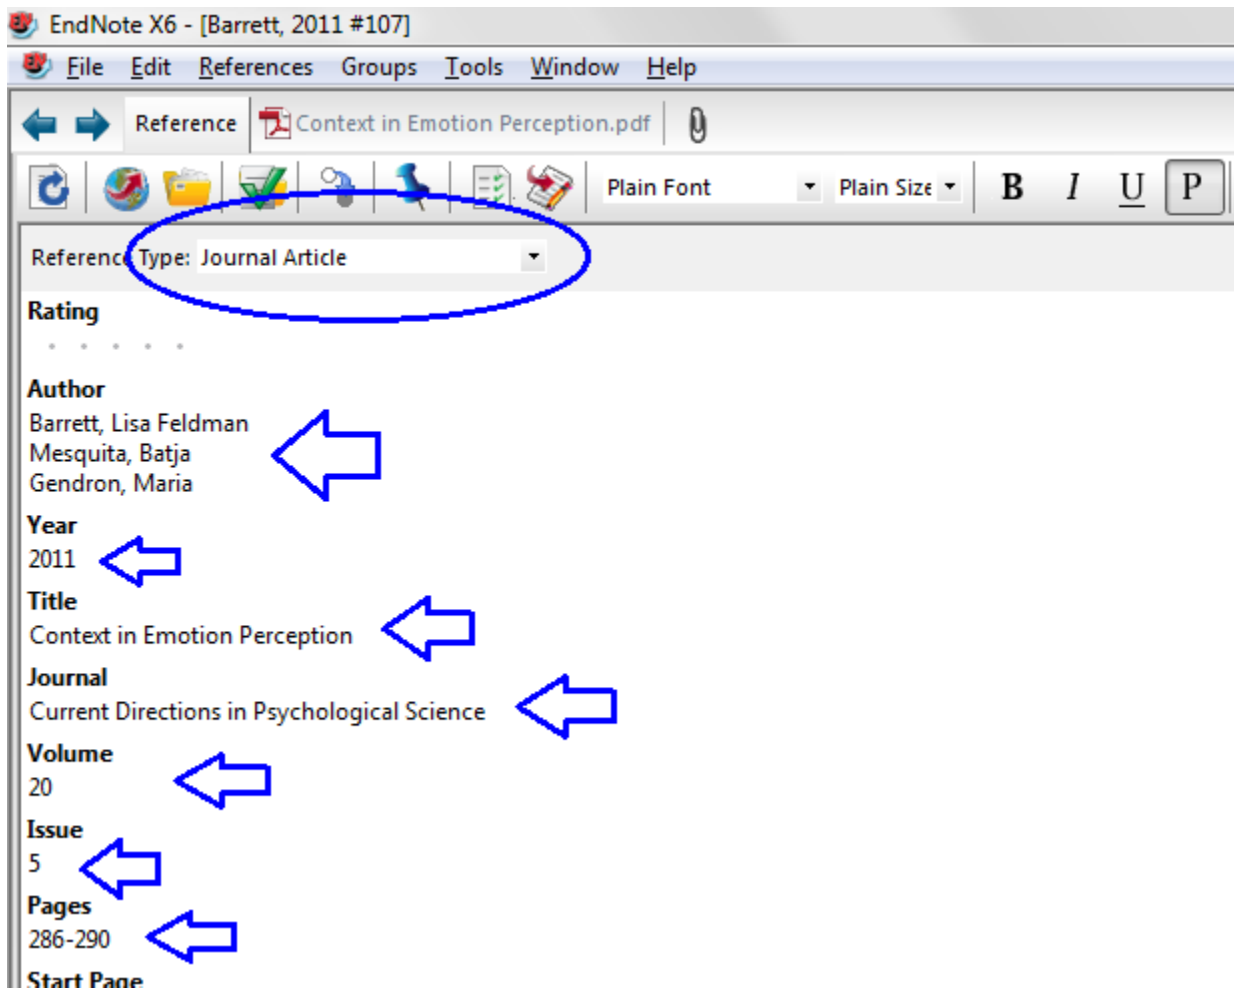 EndNote X6 - [Barrett, 2011 #107]
File Edit References Groups Tools Window Help
Reference Context in Emotion Perception.pdf
Plain Font Plain Size B I U P
Reference Type: Journal Article
Rating
Author
Barrett, Lisa Feldman
Mesquita, Batja
Gendron, Maria
Year
2011
Title
Context in Emotion Perception
Journal
Current Directions in Psychological Science
Volume
20
Issue
5
Pages
286-290
Start Page